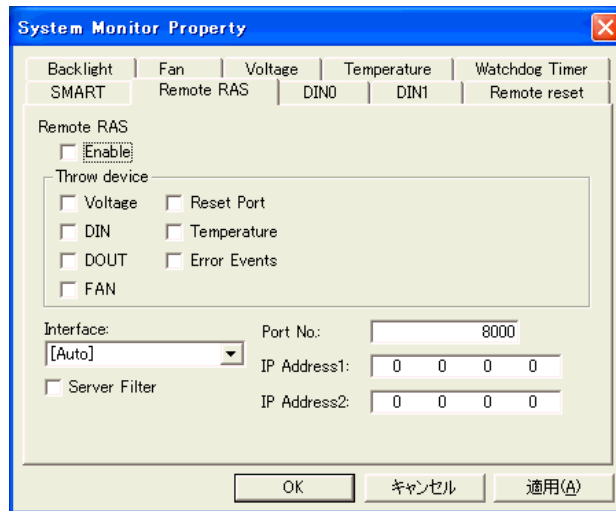 System Monitor Property
Backlight Fan Voltage Temperature Watchdog Timer
SMART Remote RAS DIN0 DIN1 Remote reset
Remote RAS
Enable
Throw device
Voltage Reset Port
DIN Temperature
DOUT Error Events
FAN
Interface: Port No.: 8000
[Auto] IP Address1: 0 0 0 0
Server Filter IP Address2: 0 0 0 0
OK キャンセル 適用(A)